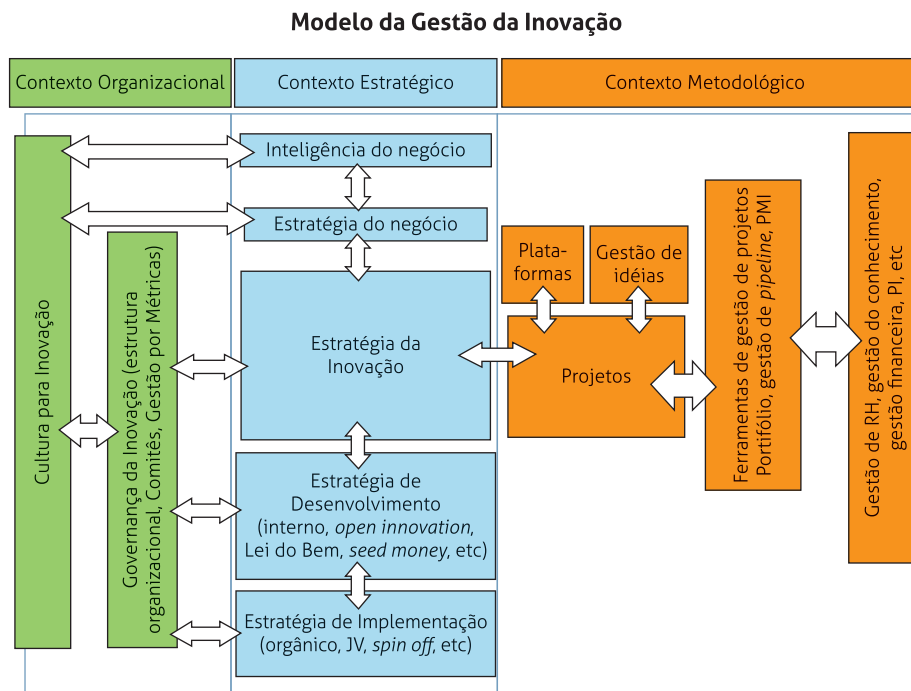 Modelo da Gestão da Inovação
Contexto Organizacional
Contexto Estratégico
Contexto Metodológico
Cultura para Inovação
Governança da Inovação (estrutura
organizacional, Comitês, Gestão por Métricas)
Inteligência do negócio
Estratégia do negócio
Estratégia da
Inovação
Estratégia de
Desenvolvimento
(interno, open innovation,
Lei do Bem, seed money, etc)
Estratégia de Implementação
(orgânico, JV, spin off, etc)
Plata-
formas
Gestão de
idéias
Projetos
Ferramentas de gestão de projetos
Portifólio, gestão de pipeline, PMI
Gestão de RH, gestão do conhecimento,
gestão financeira, PI, etc